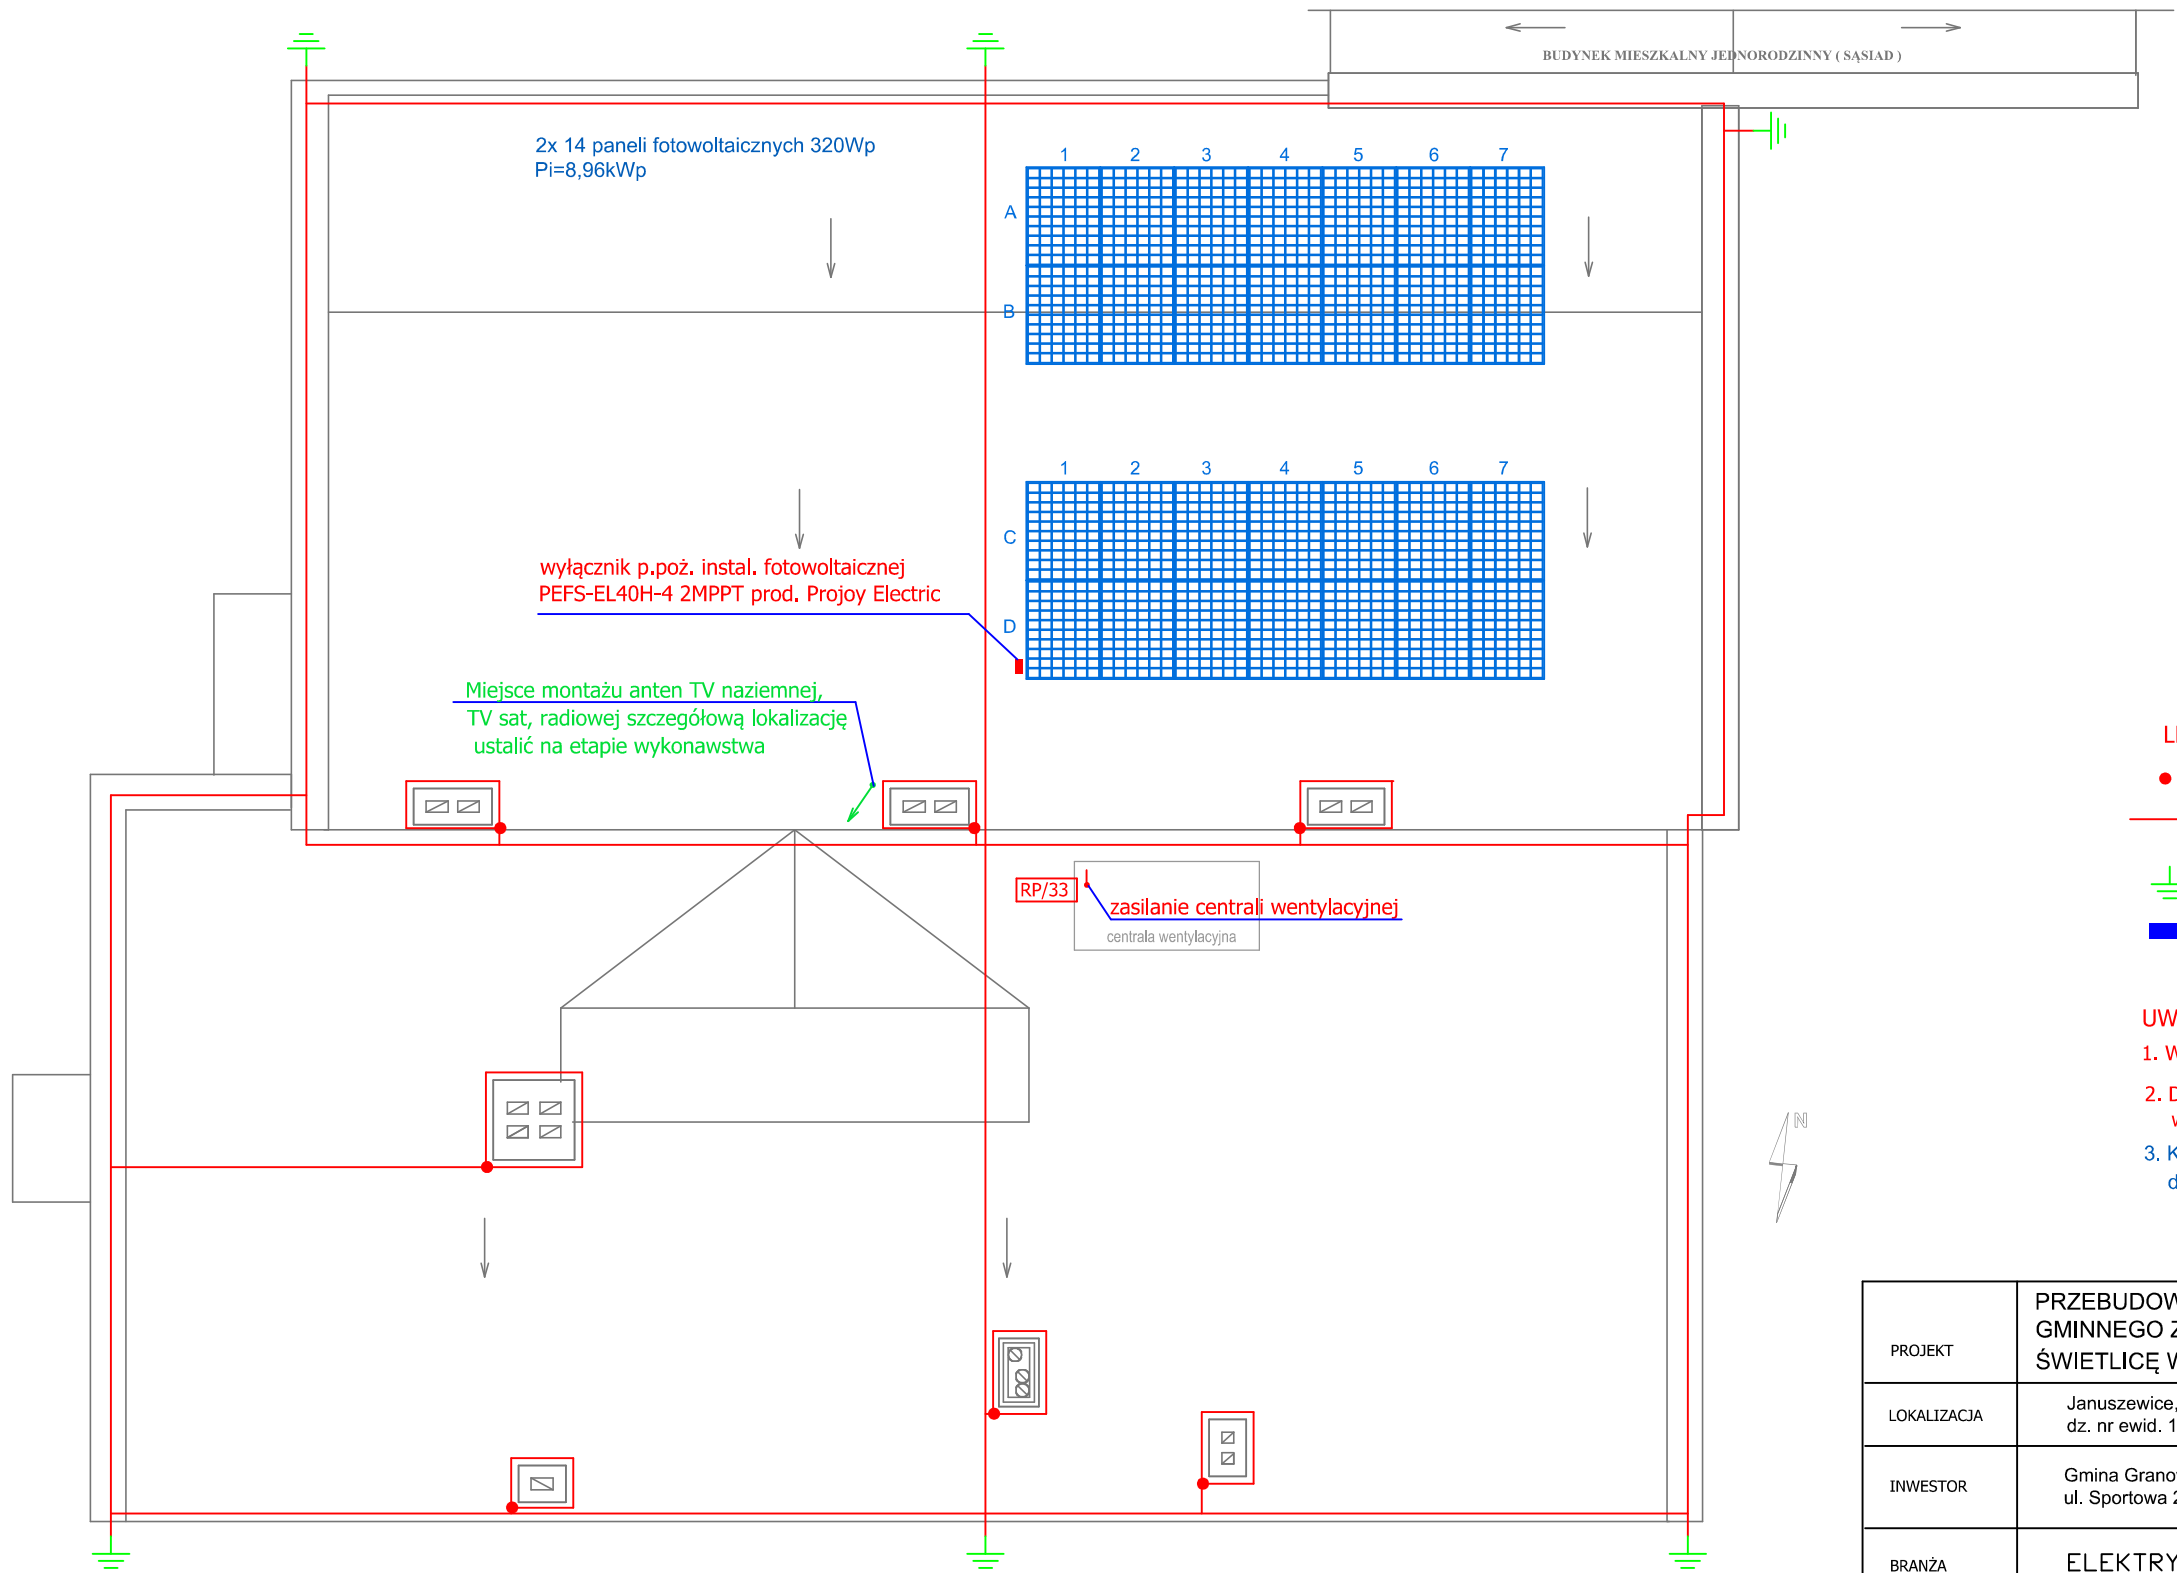 BUDYNEK MIESZKALNY JEDNORODZINNY ( SĄSIAD )
2x 14 paneli fotowoltaicznych 320Wp
Pi=8,96kWp
1 2 3 4 5 6 7
A
B
1 2 3 4 5 6 7
C
D
wyłącznik p.poż. instal. fotowoltaicznej
PEFS-EL40H-4 2MPPT prod. Projoy Electric
Miejsce montażu anten TV naziemnej,
TV sat, radiowej szczegółową lokalizację
ustalić na etapie wykonawstwa
RP/33
zasilanie centrali wentylacyjnej
centrala wentylacyjna
N
UW
1. W
2. D
3. K
d
PROJEKT
PRZEBUDOW
GMINNEGO Z
ŚWIETLICĘ W
LOKALIZACJA
Januszewice,
dz. nr ewid. 1
INWESTOR
Gmina Grano
ul. Sportowa 2
BRANŻA
ELEKTRY